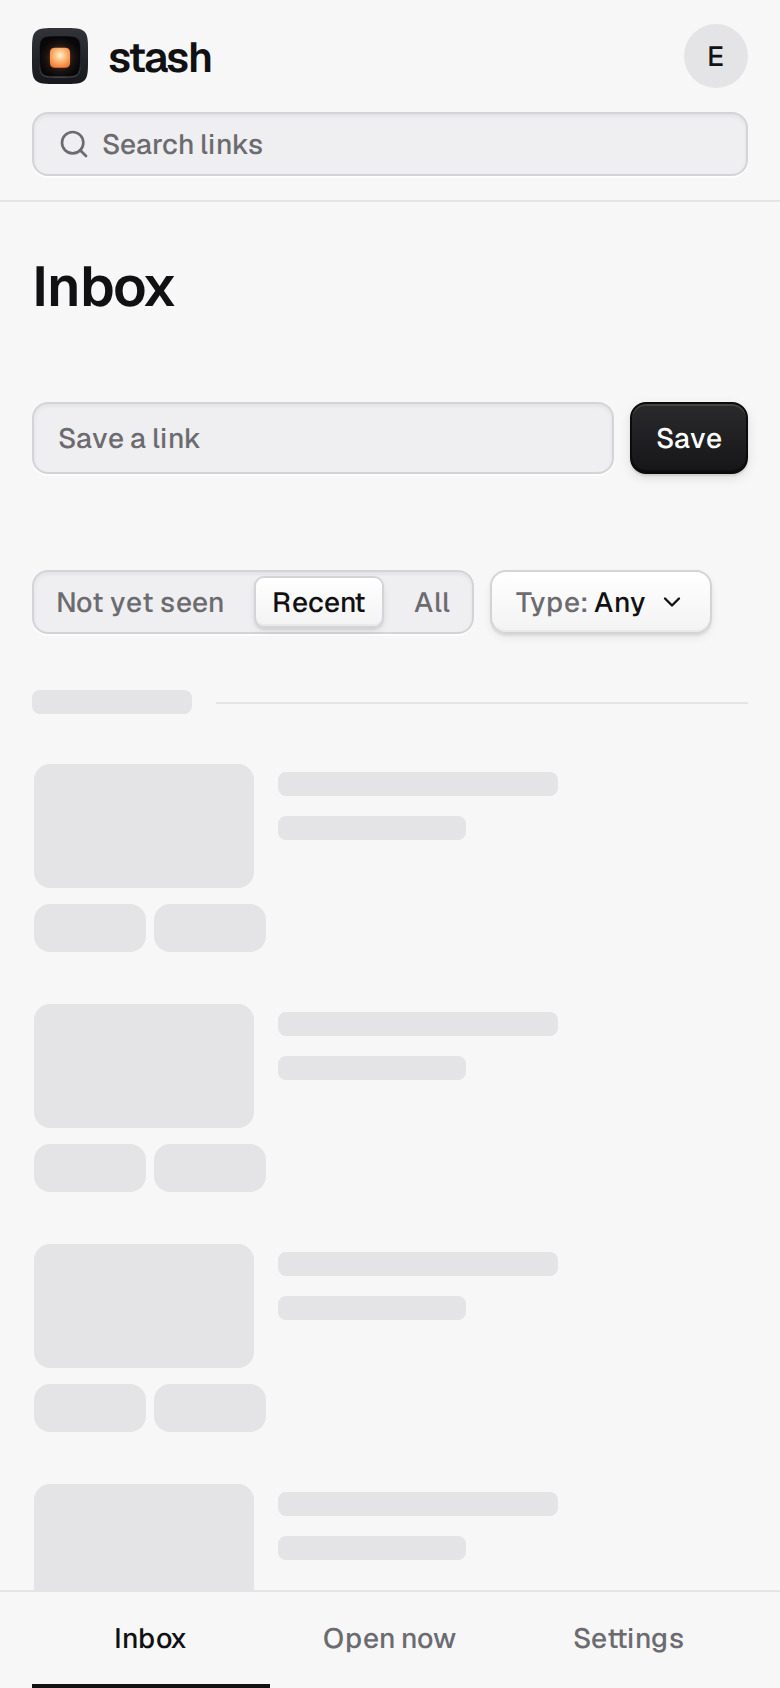 stash
E
Search links
Inbox
Save a link
Save
Not yet seen
Recent
All
Type: Any
Inbox
Open now
Settings